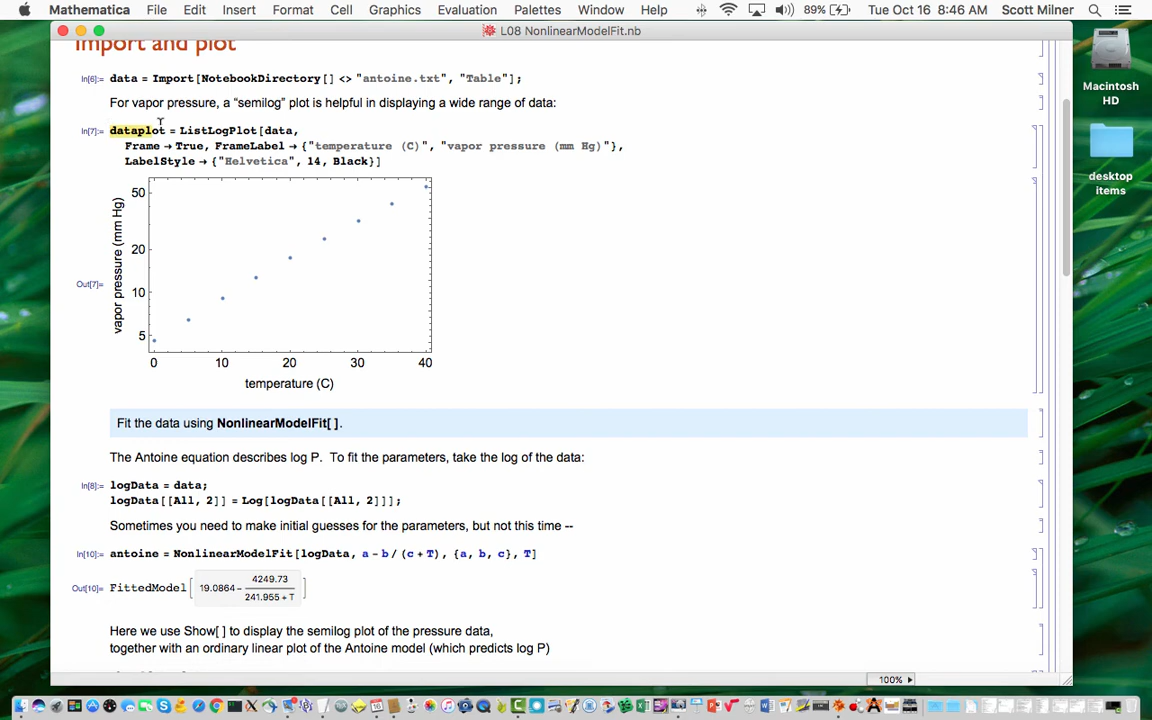 Mathematica File Edit Insert Format Cell Graphics Evaluation Palettes Window Help 89% Tue Oct 16 8:46 AM Scott Milner
L08 NonlinearModelFit.nb
Import and plot
In[6]:= data = Import[NotebookDirectory[] <> "antoine.txt", "Table"];
For vapor pressure, a “semilog” plot is helpful in displaying a wide range of data:
In[7]:= dataplot = ListLogPlot[data,
Frame → True, FrameLabel → {"temperature (C)", "vapor pressure (mm Hg)"},
LabelStyle → {"Helvetica", 14, Black}]
Out[7]=
vapor pressure (mm Hg)
50
20
10
5
0 10 20 30 40
temperature (C)
Fit the data using NonlinearModelFit[ ].
The Antoine equation describes log P. To fit the parameters, take the log of the data:
In[8]:= logData = data;
logData[[All, 2]] = Log[logData[[All, 2]]];
Sometimes you need to make initial guesses for the parameters, but not this time --
In[10]:= antoine = NonlinearModelFit[logData, a - b / (c + T), {a, b, c}, T]
Out[10]= FittedModel[ 19.0864 - 4249.73 / 241.955 + T ]
Here we use Show[ ] to display the semilog plot of the pressure data,
together with an ordinary linear plot of the Antoine model (which predicts log P)
100%
Macintosh HD
desktop items